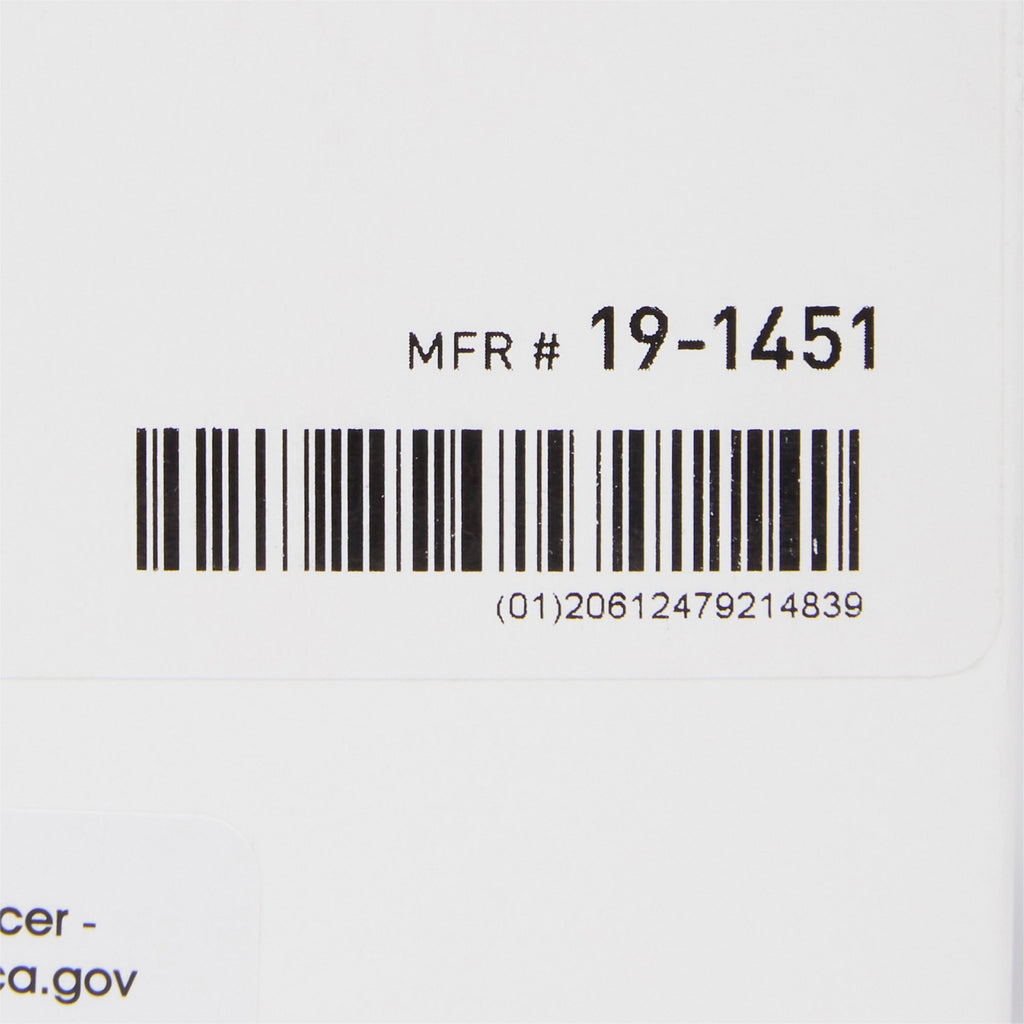 MFR # 19-1451
(01)20612479214839
cer -
ca.gov